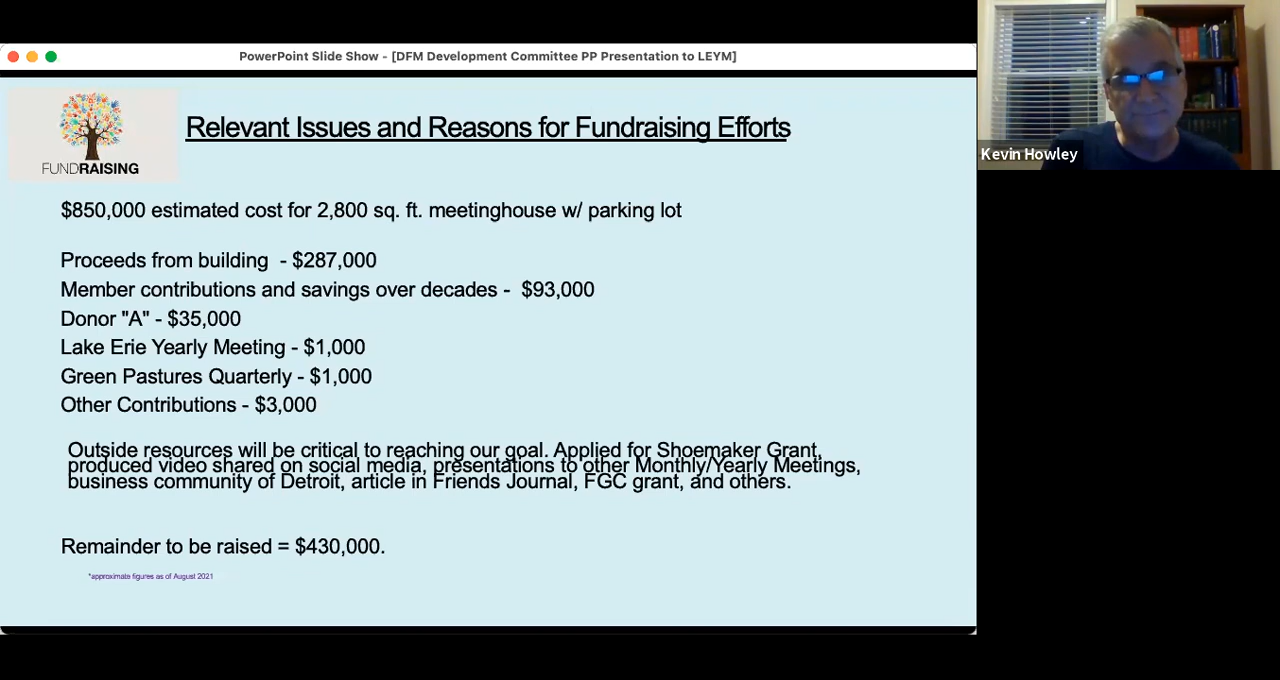 PowerPoint Slide Show - [DFM Development Committee PP Presentation to LEYM]
FUNDRAISING
Relevant Issues and Reasons for Fundraising Efforts
$850,000 estimated cost for 2,800 sq. ft. meetinghouse w/ parking lot
Proceeds from building - $287,000
Member contributions and savings over decades - $93,000
Donor "A" - $35,000
Lake Erie Yearly Meeting - $1,000
Green Pastures Quarterly - $1,000
Other Contributions - $3,000
Outside resources will be critical to reaching our goal. Applied for Shoemaker Grant,
produced video shared on social media, presentations to other Monthly/Yearly Meetings,
business community of Detroit, article in Friends Journal, FGC grant, and others.
Remainder to be raised = $430,000.
*approximate figures as of August 2021
Kevin Howley